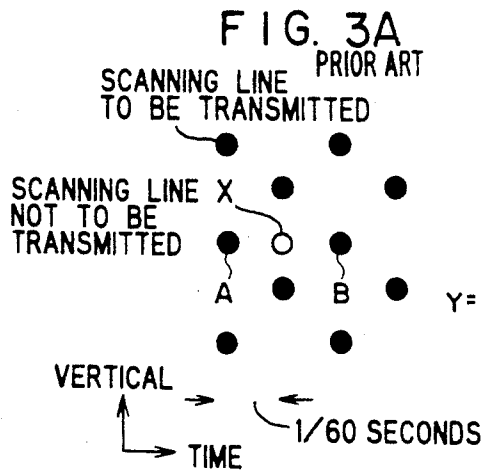 FIG. 3A
PRIOR ART
SCANNING LINE
TO BE TRANSMITTED
SCANNING LINE X
NOT TO BE
TRANSMITTED
A B
Y=
VERTICAL
1/60 SECONDS
TIME